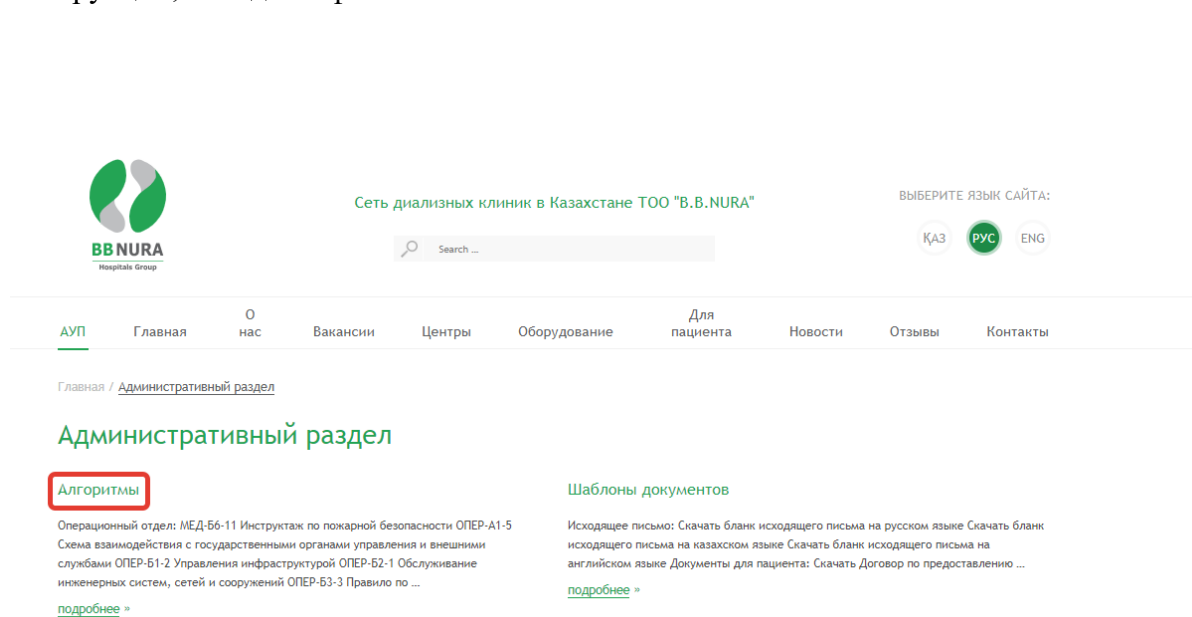 BBNURA
Hospitals Group
Сеть диализных клиник в Казахстане ТОО "B.B.NURA"
Search ...
ВЫБЕРИТЕ ЯЗЫК САЙТА:
ҚАЗ РУС ENG
АУП Главная О нас Вакансии Центры Оборудование Для пациента Новости Отзывы Контакты
Главная / Административный раздел
Административный раздел
Алгоритмы
Операционный отдел: МЕД-Б6-11 Инструктаж по пожарной безопасности ОПЕР-А1-5
Схема взаимодействия с государственными органами управления и внешними
службами ОПЕР-Б1-2 Управления инфраструктурой ОПЕР-Б2-1 Обслуживание
инженерных систем, сетей и сооружений ОПЕР-Б3-3 Правило по ...
подробнее »
Шаблоны документов
Исходящее письмо: Скачать бланк исходящего письма на русском языке Скачать бланк
исходящего письма на казахском языке Скачать бланк исходящего письма на
английском языке Документы для пациента: Скачать Договор по предоставлению ...
подробнее »